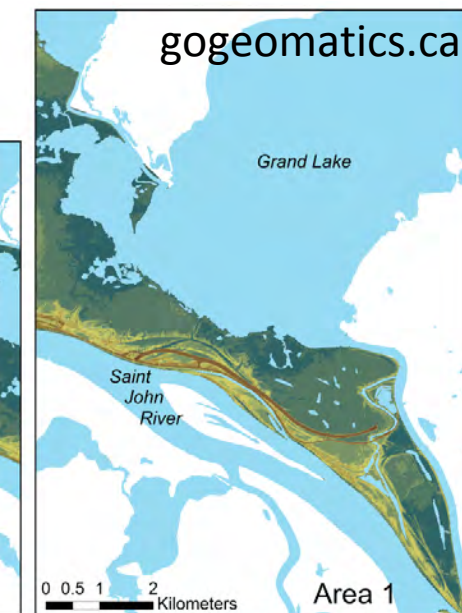 gogeomatics.ca
Grand Lake
Saint
John
River
0 0.5 1 2
Kilometers
Area 1